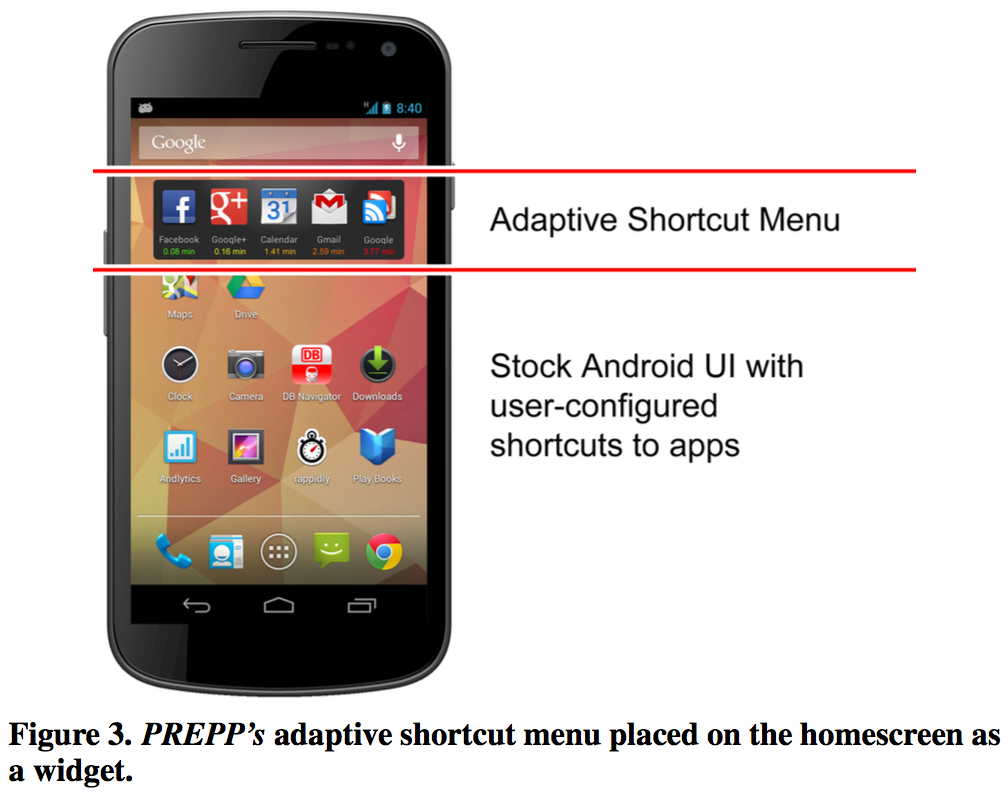 H 8:40
Google
f g+ 31 M
Facebook Google+ Calendar Gmail Google
0.08 min 0.16 min 1.41 min 2.59 min 3.77 min
Adaptive Shortcut Menu
Maps Drive
DB
Clock Camera DB Navigator Downloads
Andlytics Gallery rappidly Play Books
Stock Android UI with
user-configured
shortcuts to apps
Figure 3. PREPP’s adaptive shortcut menu placed on the homescreen as
a widget.